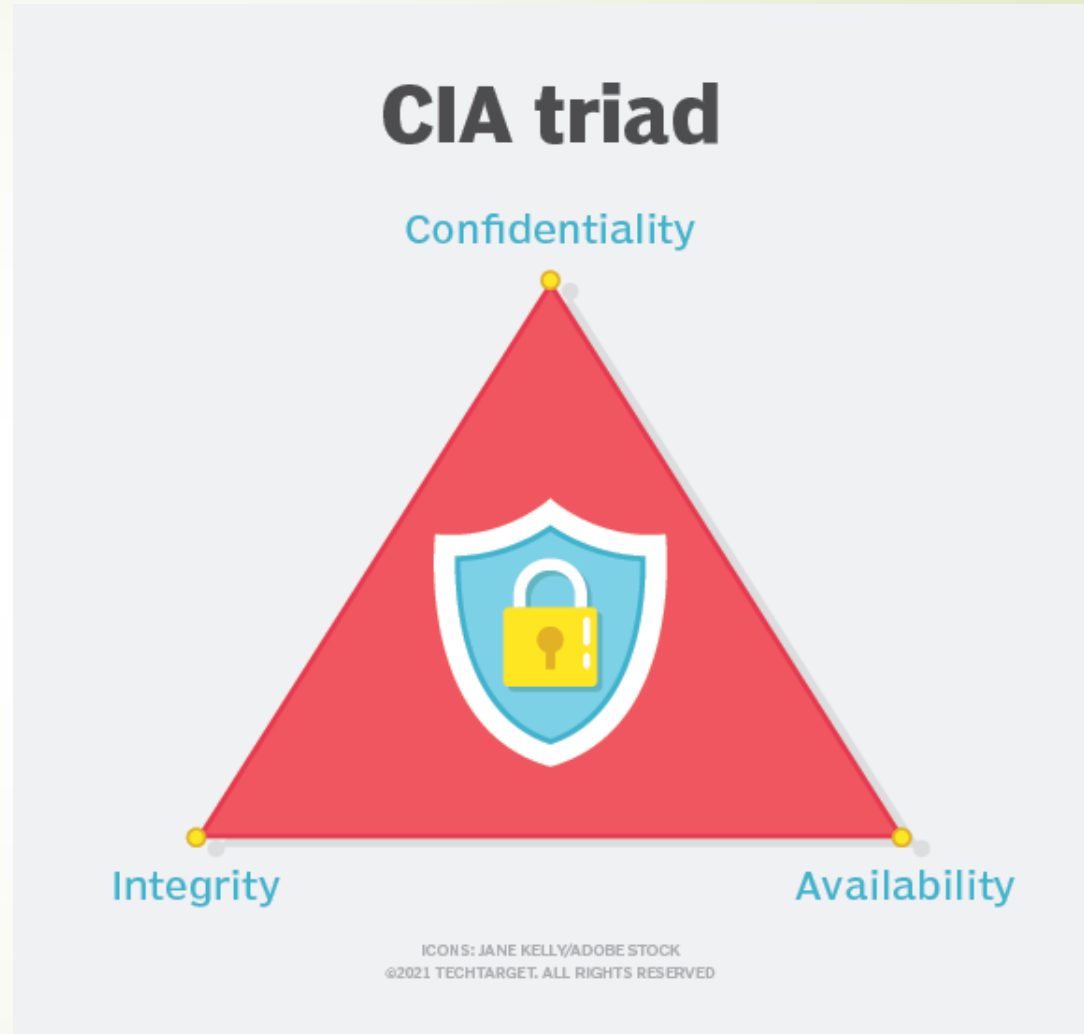 CIA triad
Confidentiality
Integrity
Availability
ICONS: JANE KELLY/ADOBE STOCK
©2021 TECHTARGET. ALL RIGHTS RESERVED